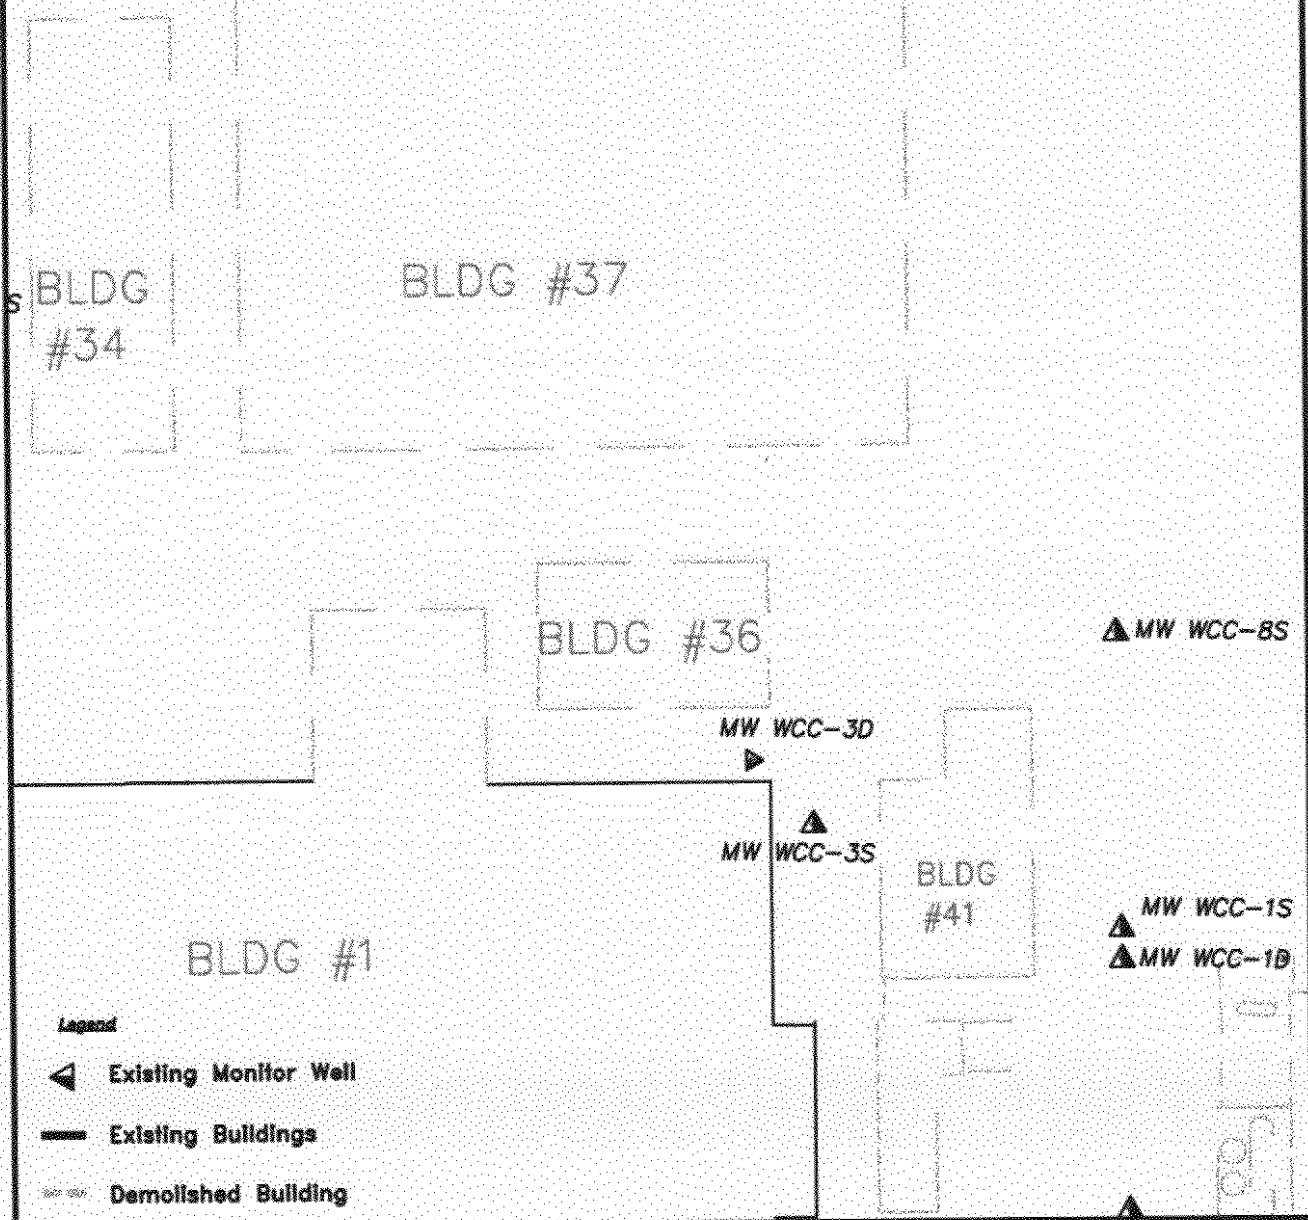 BLDG #37
S BLDG
#34
BLDG #36
MW WCC-8S
MW WCC-3D
MW WCC-3S
BLDG
#41
MW WCC-1S
MW WCC-1D
BLDG #1
Legend
Existing Monitor Well
Existing Buildings
Demolished Building